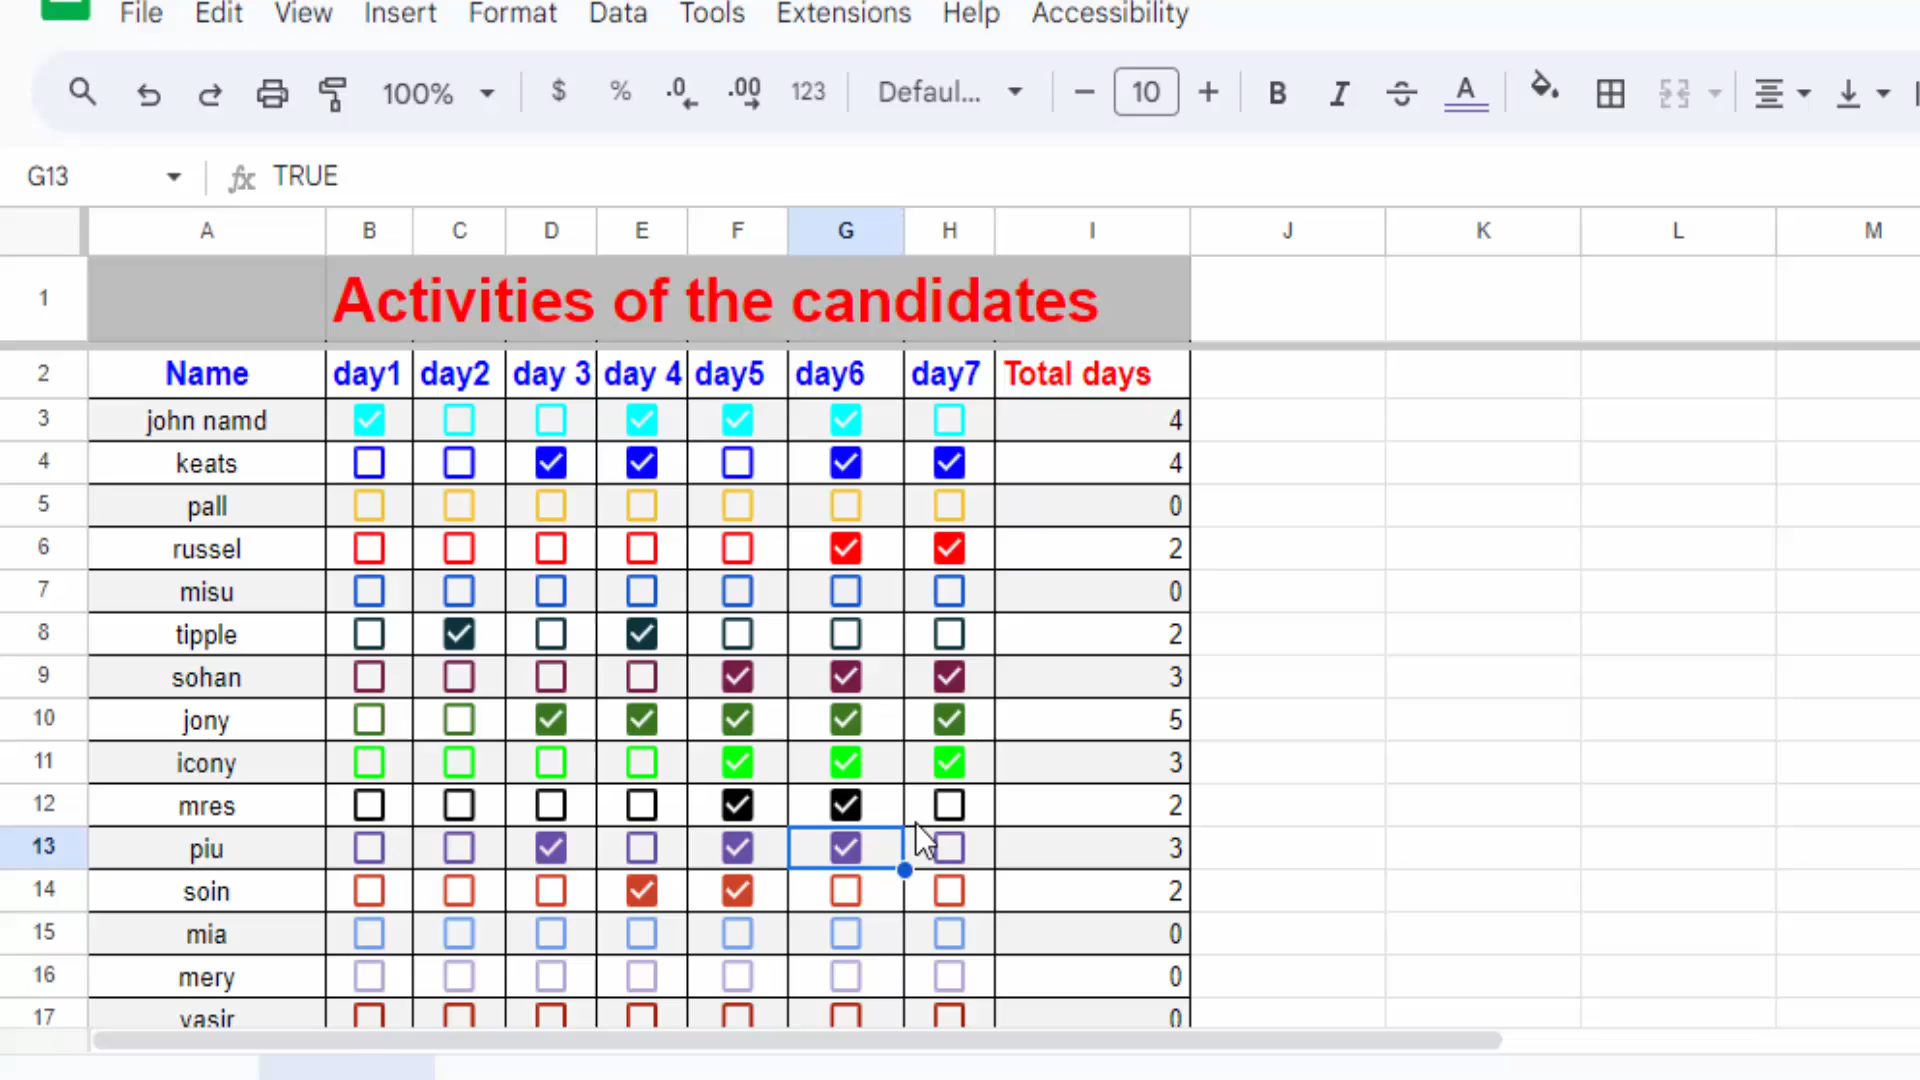 File Edit View Insert Format Data Tools Extensions Help Accessibility
100% $ % .0 .00 123 Defaul... 10 B I A
G13 fx TRUE
A B C D E F G H I J K L M
1 Activities of the candidates
2 Name day1 day2 day 3 day 4 day5 day6 day7 Total days
3 john namd 4
4 keats 4
5 pall 0
6 russel 2
7 misu 0
8 tipple 2
9 sohan 3
10 jony 5
11 icony 3
12 mres 2
13 piu 3
14 soin 2
15 mia 0
16 mery 0
17 yasir 0